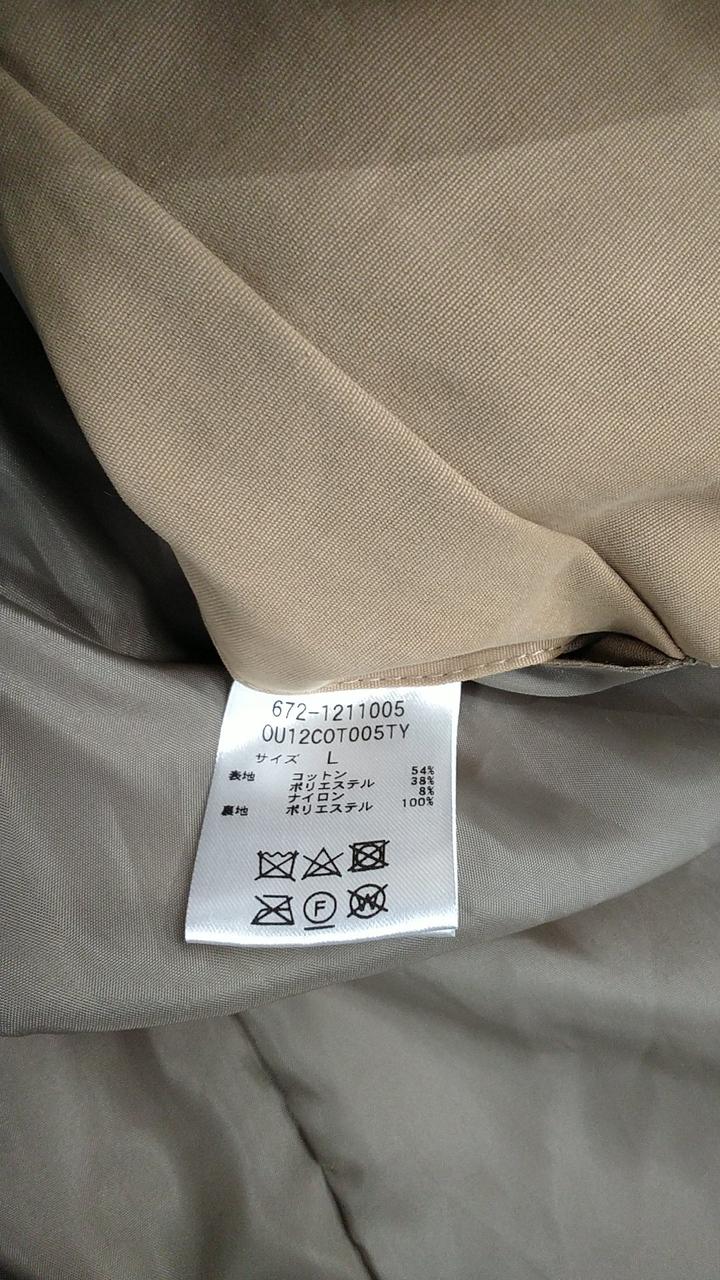 672-1211005
OU12COT005TY
サイズ L
表地 コットン 54%
ポリエステル 38%
ナイロン 8%
裏地 ポリエステル 100%
F
W